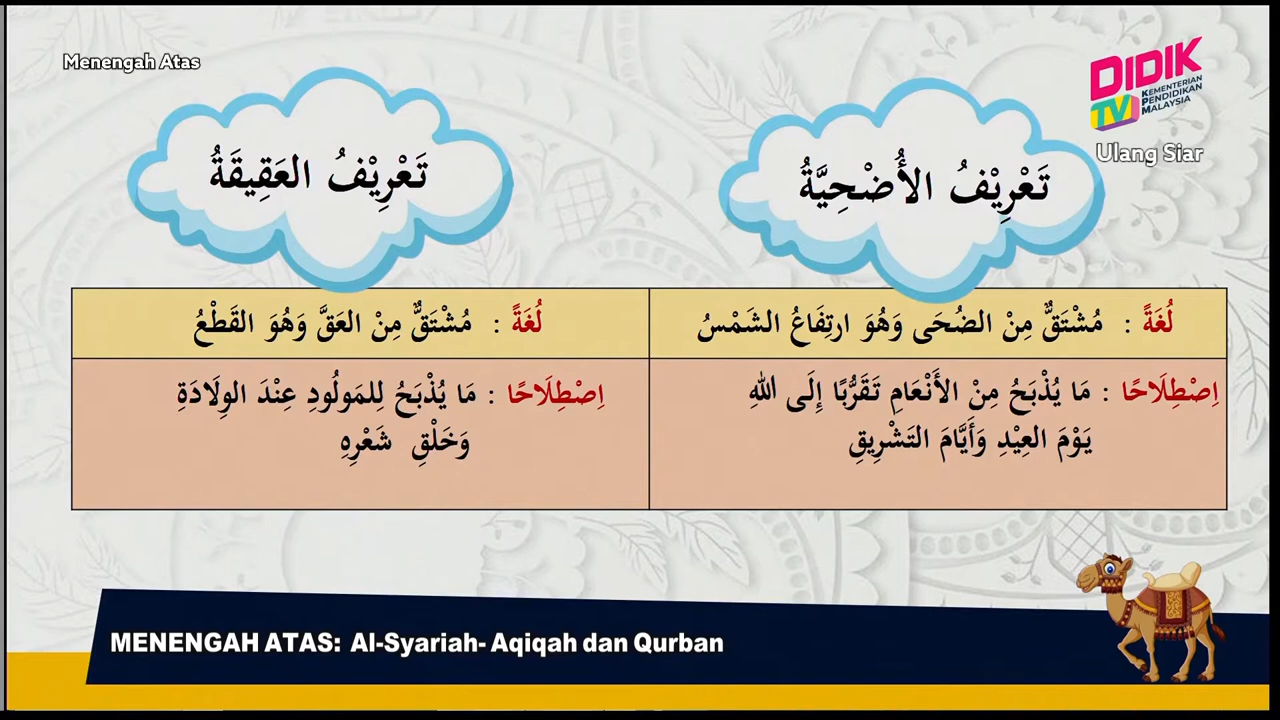 Menengah Atas
DIDIK
TV
KEMENTERIAN
PENDIDIKAN
MALAYSIA
Ulang Siar
تَعْرِيْفُ الأُضْحِيَّةُ
تَعْرِيْفُ العَقِيقَةُ
لُغَةً : مُشْتَقٌّ مِنْ الضُحَى وَهُوَ ارتِفَاعُ الشَمْسُ
لُغَةً : مُشْتَقٌّ مِنْ العَقَّ وَهُوَ القَطْعُ
اِصْطِلَاحًا : مَا يُذْبَحُ مِنْ الأَنْعَامِ تَقَرُّبًا إِلَى اللهِ
يَوْمَ العِيْدِ وَأَيَّامَ التَشْرِيقِ
اِصْطِلَاحًا : مَا يُذْبَحُ لِلمَولُودِ عِنْدَ الوِلَادَةِ
وَحَلْقِ شَعْرِهِ
MENENGAH ATAS: Al-Syariah- Aqiqah dan Qurban